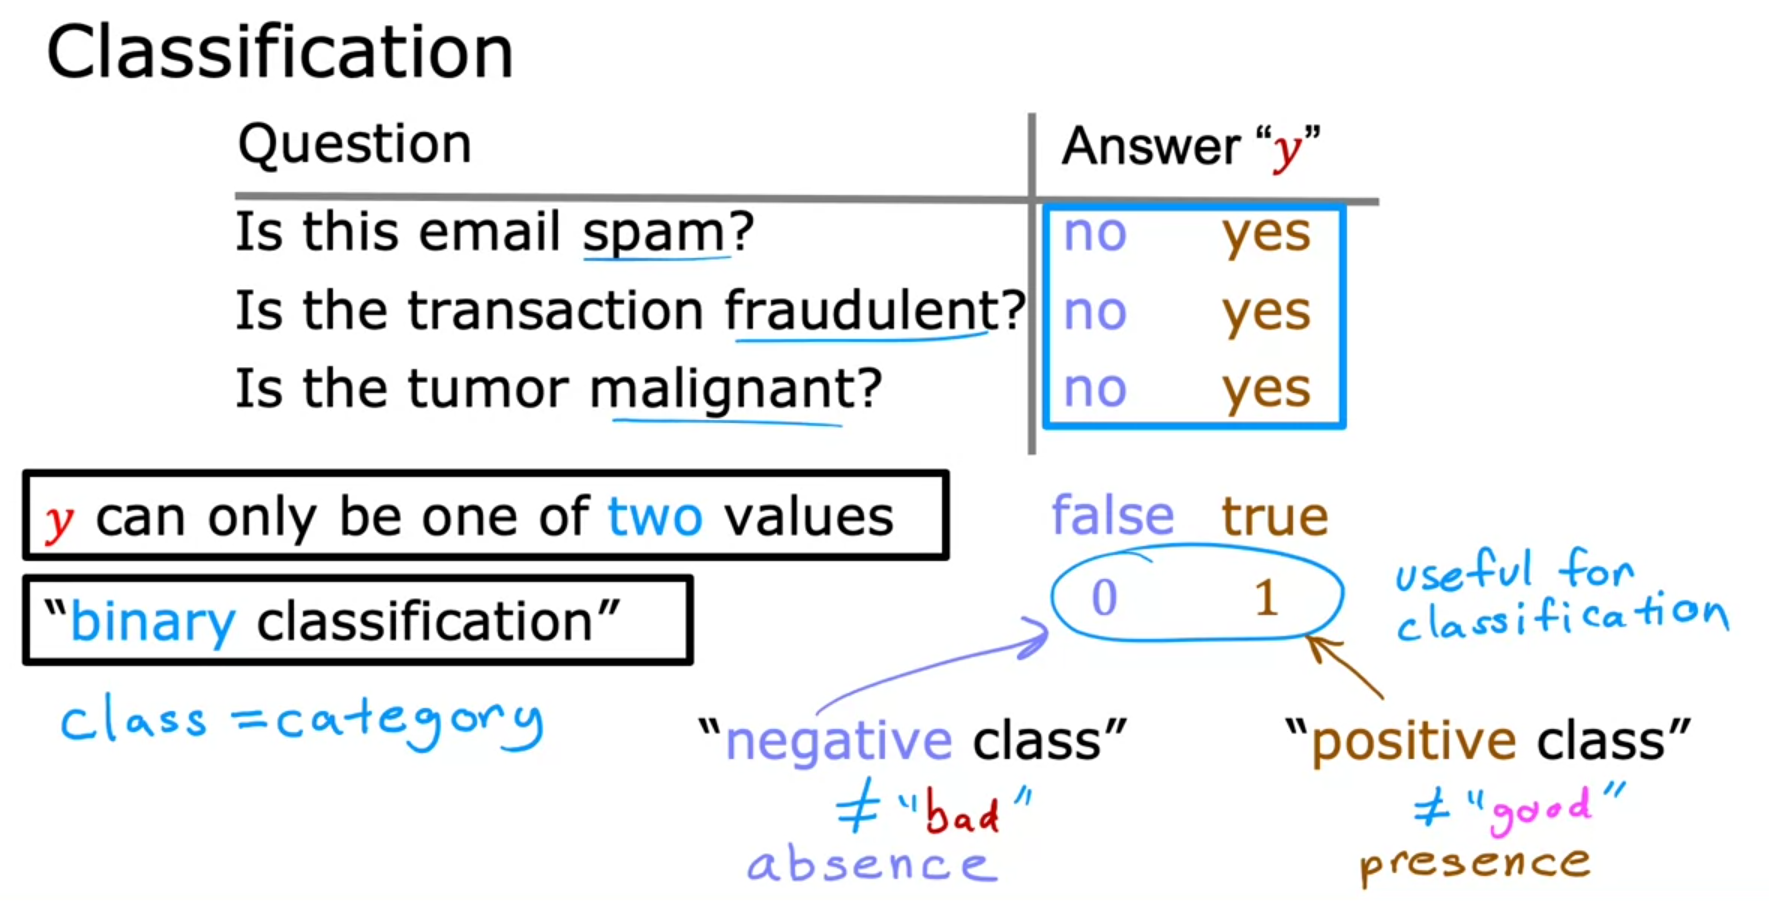 Classification
Question Answer “y”
Is this email spam? no yes
Is the transaction fraudulent? no yes
Is the tumor malignant? no yes
y can only be one of two values
false true
0 1
useful for
classification
“binary classification”
class = category
“negative class” “positive class”
≠ “bad” ≠ “good”
absence presence